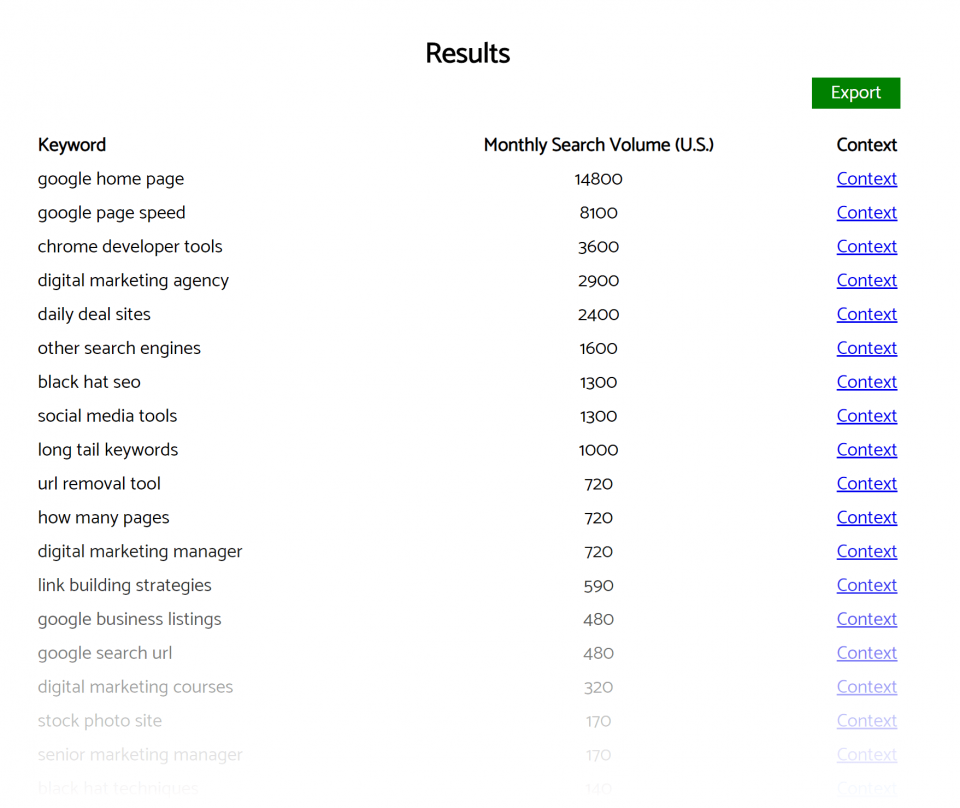 Results
Export
Keyword Monthly Search Volume (U.S.) Context
google home page 14800 Context
google page speed 8100 Context
chrome developer tools 3600 Context
digital marketing agency 2900 Context
daily deal sites 2400 Context
other search engines 1600 Context
black hat seo 1300 Context
social media tools 1300 Context
long tail keywords 1000 Context
url removal tool 720 Context
how many pages 720 Context
digital marketing manager 720 Context
link building strategies 590 Context
google business listings 480 Context
google search url 480 Context
digital marketing courses 320 Context
stock photo site 170 Context
senior marketing manager 170 Context
black hat techniques 140 Context